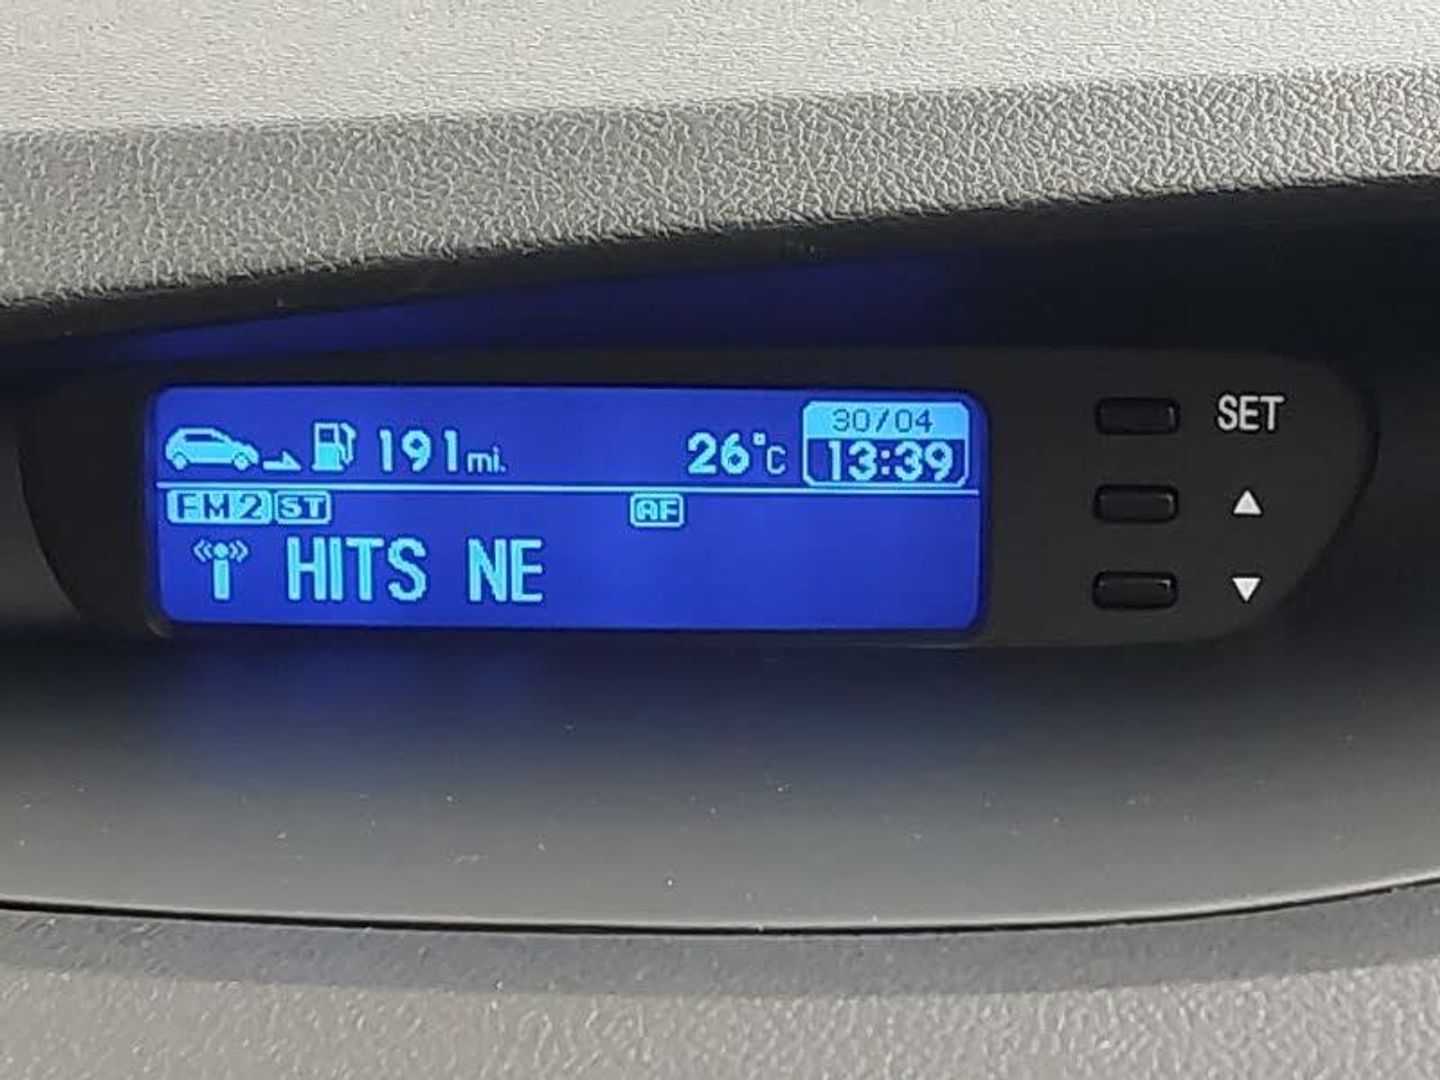 191mi. 26°C 30/04
13:39
FM2 ST AF
HITS NE
SET